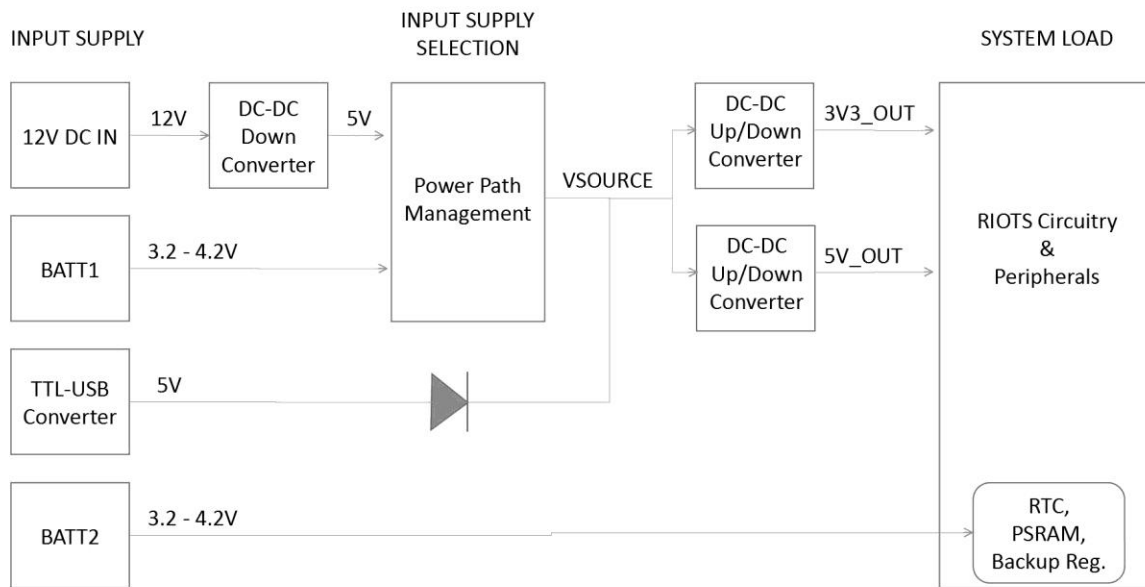 INPUT SUPPLY
INPUT SUPPLY
SELECTION
SYSTEM LOAD
12V DC IN
12V
DC-DC
Down
Converter
5V
Power Path
Management
VSOURCE
DC-DC
Up/Down
Converter
3V3_OUT
DC-DC
Up/Down
Converter
5V_OUT
RIOTS Circuitry
&
Peripherals
BATT1
3.2 - 4.2V
TTL-USB
Converter
5V
BATT2
3.2 - 4.2V
RTC,
PSRAM,
Backup Reg.